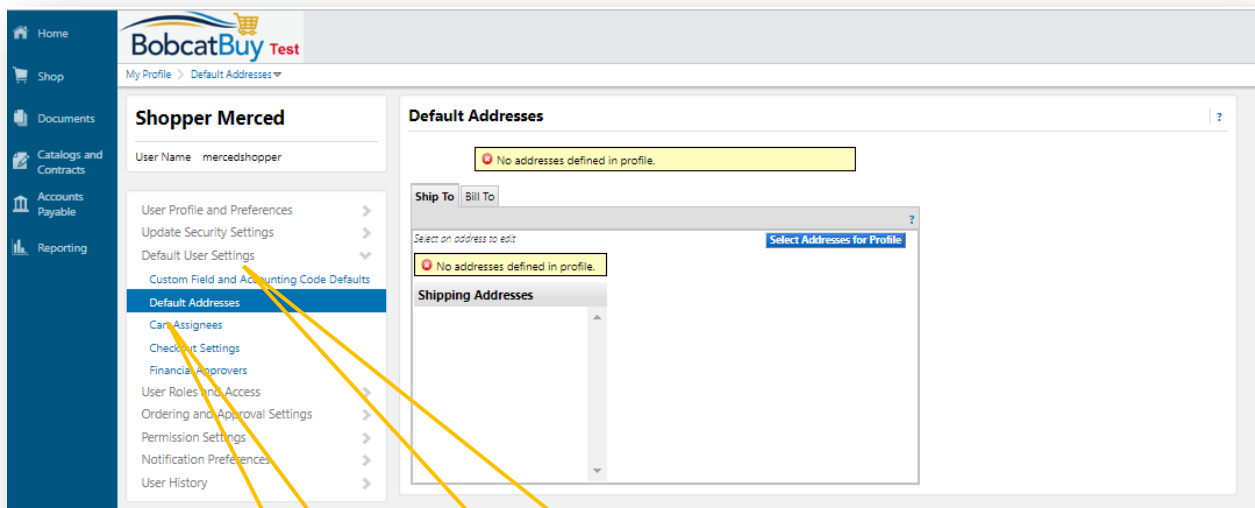 Home
Shop
Documents
Catalogs and
Contracts
Accounts
Payable
Reporting
BobcatBuy Test
My Profile > Default Addresses
Shopper Merced
User Name mercedshopper
User Profile and Preferences
Update Security Settings
Default User Settings
Custom Field and Accounting Code Defaults
Default Addresses
Cart Assignees
Checkout Settings
Financial Approvers
User Roles and Access
Ordering and Approval Settings
Permission Settings
Notification Preferences
User History
Default Addresses
?
No addresses defined in profile.
Ship To Bill To
?
Select an address to edit
Select Addresses for Profile
No addresses defined in profile.
Shipping Addresses